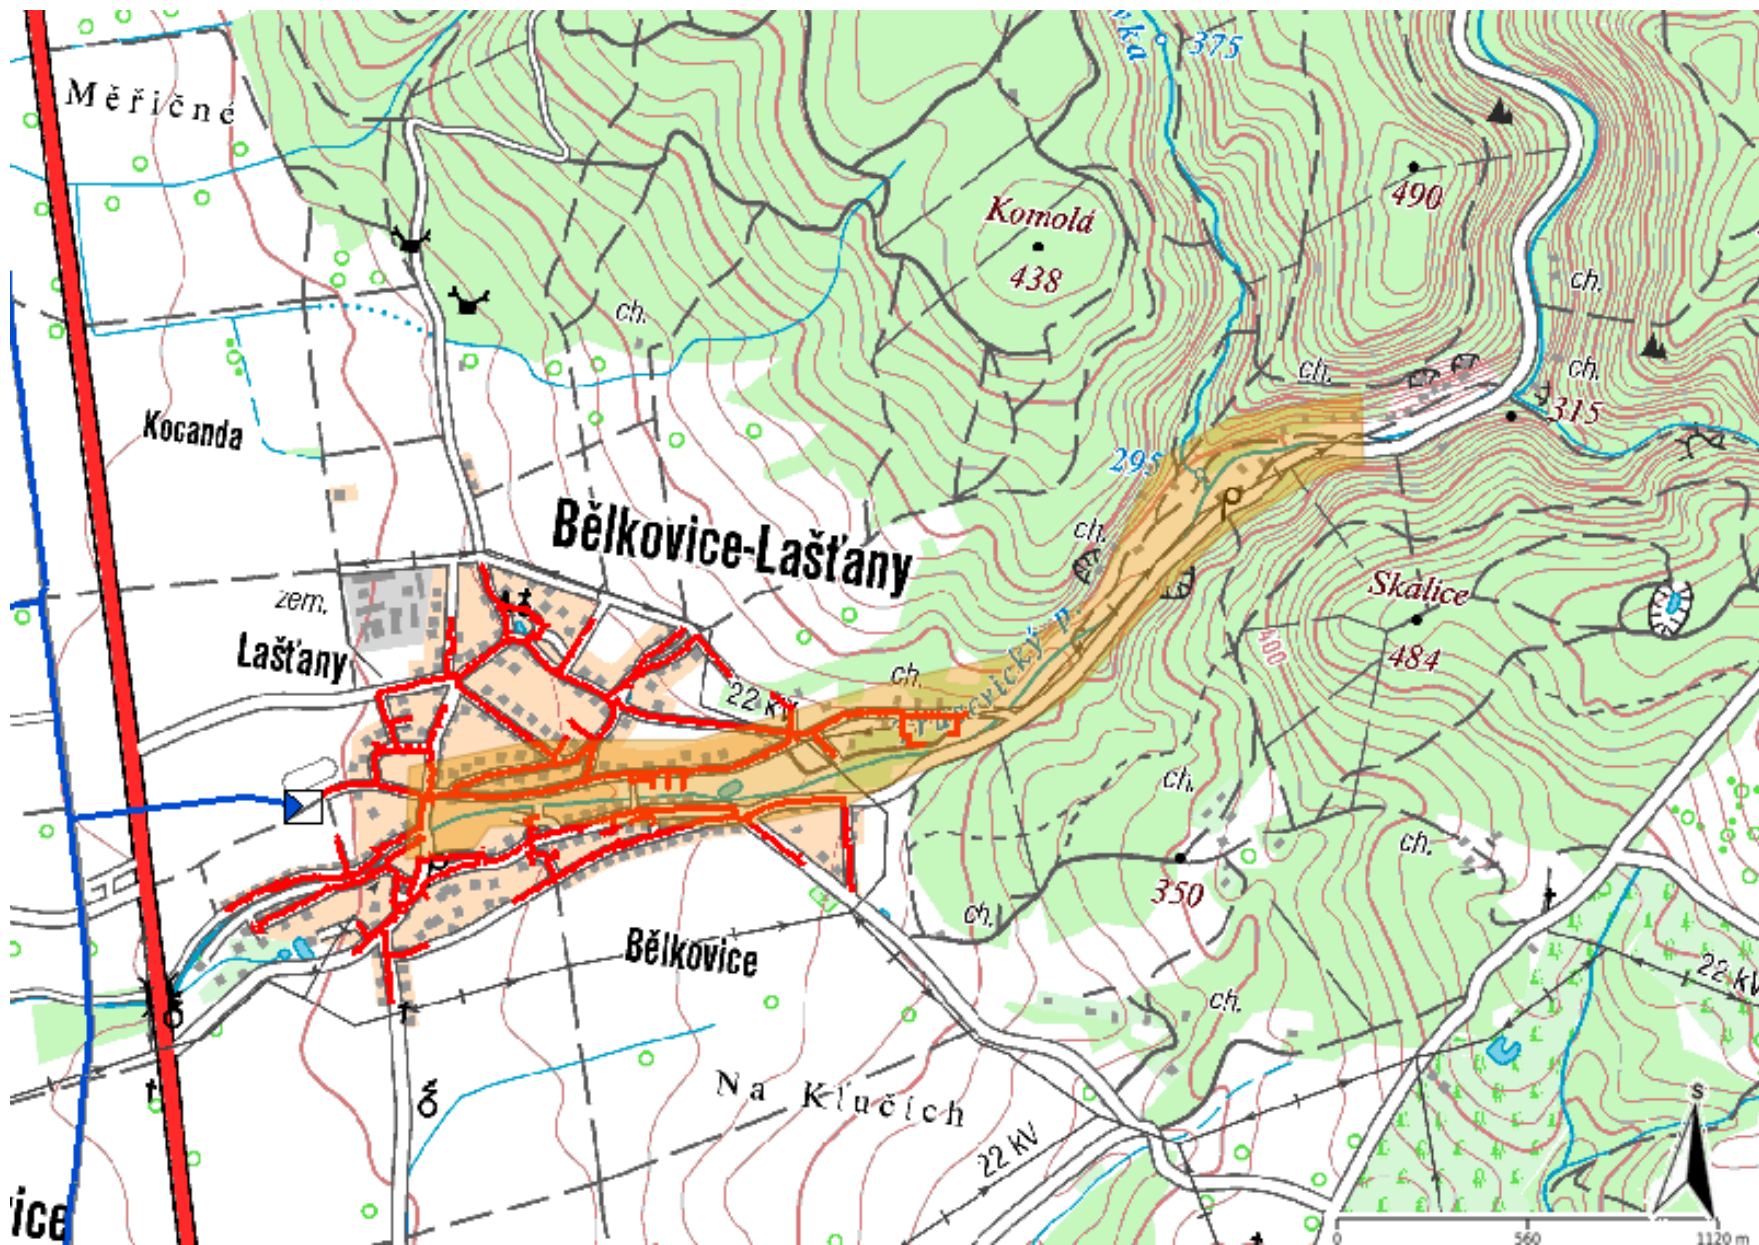 375
Měřičné
490
Komolá
438
ch.
ch.
Kocanda
ch.
ch.
315
295
Bělkovice-Lašťany
ch.
Skalice
484
400
zem.
Lašťany
ch.
22 kV
ch.
ch.
350
ch.
Bělkovice
22 kV
ch.
Na Klučích
22 kV
S
0 560 1120 m